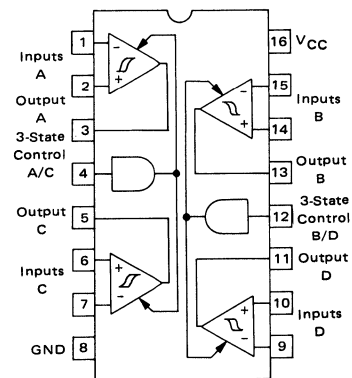 1
Inputs
A
2
Output
A
3
3-State
Control
A/C
4
Output
C
5
6
Inputs
C
7
GND
8
16
VCC
15
Inputs
B
14
13
Output
B
12
3-State
Control
B/D
11
Output
D
10
Inputs
D
9
−
+
+
−
−
+
+
−